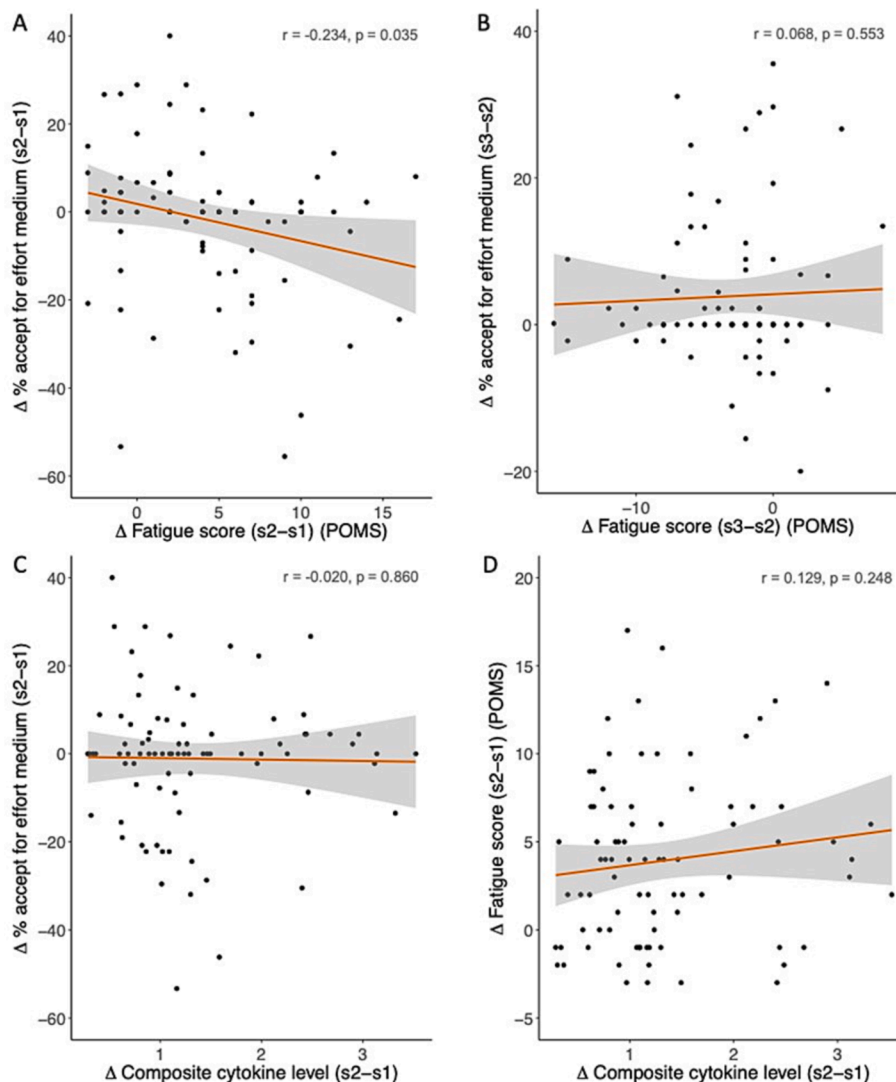 A
r = -0.234, p = 0.035
Δ % accept for effort medium (s2-s1)
40
20
0
-20
-40
-60
0 5 10 15
Δ Fatigue score (s2-s1) (POMS)
B
r = 0.068, p = 0.553
Δ % accept for effort medium (s3-s2)
40
20
0
-20
-10 0
Δ Fatigue score (s3-s2) (POMS)
C
r = -0.020, p = 0.860
Δ % accept for effort medium (s2-s1)
40
20
0
-20
-40
-60
1 2 3
Δ Composite cytokine level (s2-s1)
D
r = 0.129, p = 0.248
Δ Fatigue score (s2-s1) (POMS)
20
15
10
5
0
-5
1 2 3
Δ Composite cytokine level (s2-s1)